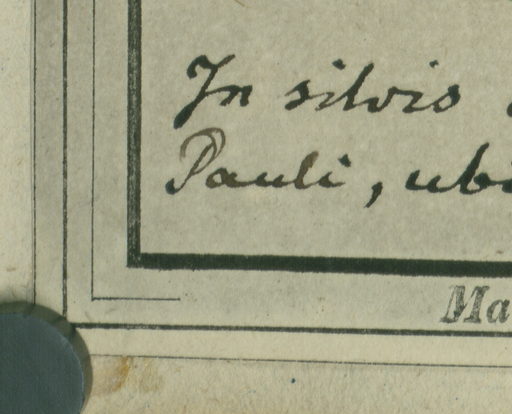 In silvis
Pauli, ubi
Ma